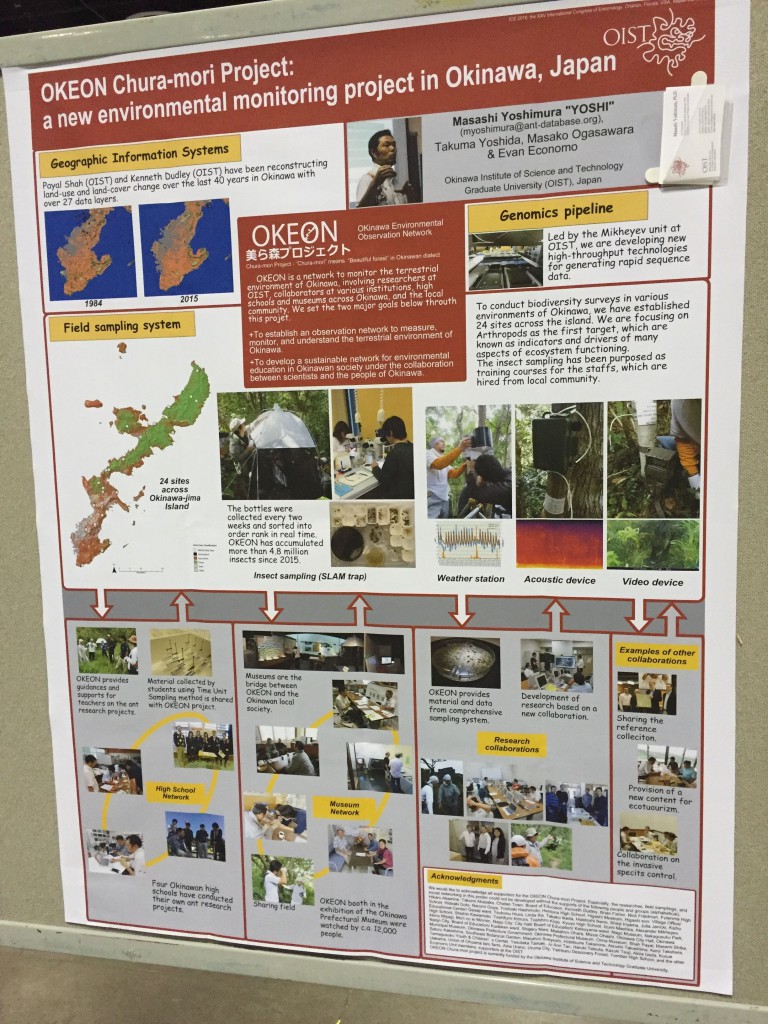 ICE 2016: the XXV International Congress of Entomology, Orlando, Florida, USA
OIST
OKEON Chura-mori Project:
a new environmental monitoring project in Okinawa, Japan
Masashi Yoshimura "YOSHI"
(myoshimura@ant-database.org),
Takuma Yoshida, Masako Ogasawara
& Evan Economo
Okinawa Institute of Science and Technology
Graduate University (OIST), Japan
OIST
Geographic Information Systems
Payal Shah (OIST) and Kenneth Dudley (OIST) have been reconstructing
land-use and land-cover change over the last 40 years in Okinawa with
over 27 data layers.
1984
2015
OKEON
OKinawa Environmental
Observation Network
美ら森プロジェクト
Chura-mori Project - "Chura-mori" means "Beautiful forest" in Okinawan dialect
OKEON is a network to monitor the terrestrial
environment of Okinawa, involving researchers at
OIST, collaborators at various institutions, high
schools and museums across Okinawa, and the local
community. We set the two major goals below throuth
this projet.
+To establish an observation network to measure,
monitor, and understand the terrestrial environment of
Okinawa.
+To develop a sustainable network for environmental
education in Okinawan society under the collaboration
between scientists and the people of Okinawa.
Genomics pipeline
Led by the Mikheyev unit at
OIST, we are developing new
high-throughput technologies
for generating rapid sequence
data.
To conduct biodiversity surveys in various
environments of Okinawa, we have established
24 sites across the island. We are focusing on
Arthropods as the first target, which are
known as indicators and drivers of many
aspects of ecosystem functioning.
The insect sampling has been purposed as
training courses for the staffs, which are
hired from local community.
Field sampling system
24 sites
across
Okinawa-jima
Island
The bottles were
collected every two
weeks and sorted into
order rank in real time.
OKEON has accumulated
more than 4.8 million
insects since 2015.
Insect sampling (SLAM trap)
Weather station
Acoustic device
Video device
OKEON provides
guidances and
supports for
teachers on the ant
research projects.
Material collected by
students using Time Unit
Sampling method is shared
with OKEON project.
High School
Network
Four Okinawan high
schools have conducted
their own ant research
projects.
Museums are the
bridge between
OKEON and the
Okinawan local
society.
Museum
Network
Sharing field
OKEON booth in the
exhibition of the Okinawa
Prefectural Museum were
watched by c.a. 12,000
people.
OKEON provides
material and data
from comprehensive
sampling system.
Development of
research based on a
new collaboration.
Research
collaborations
Examples of other
collaborations
Sharing the
reference
colleciton.
Provision of a
new content for
ecotuourizm.
Collaboration on
the invasive
specits control.
Acknowledgments